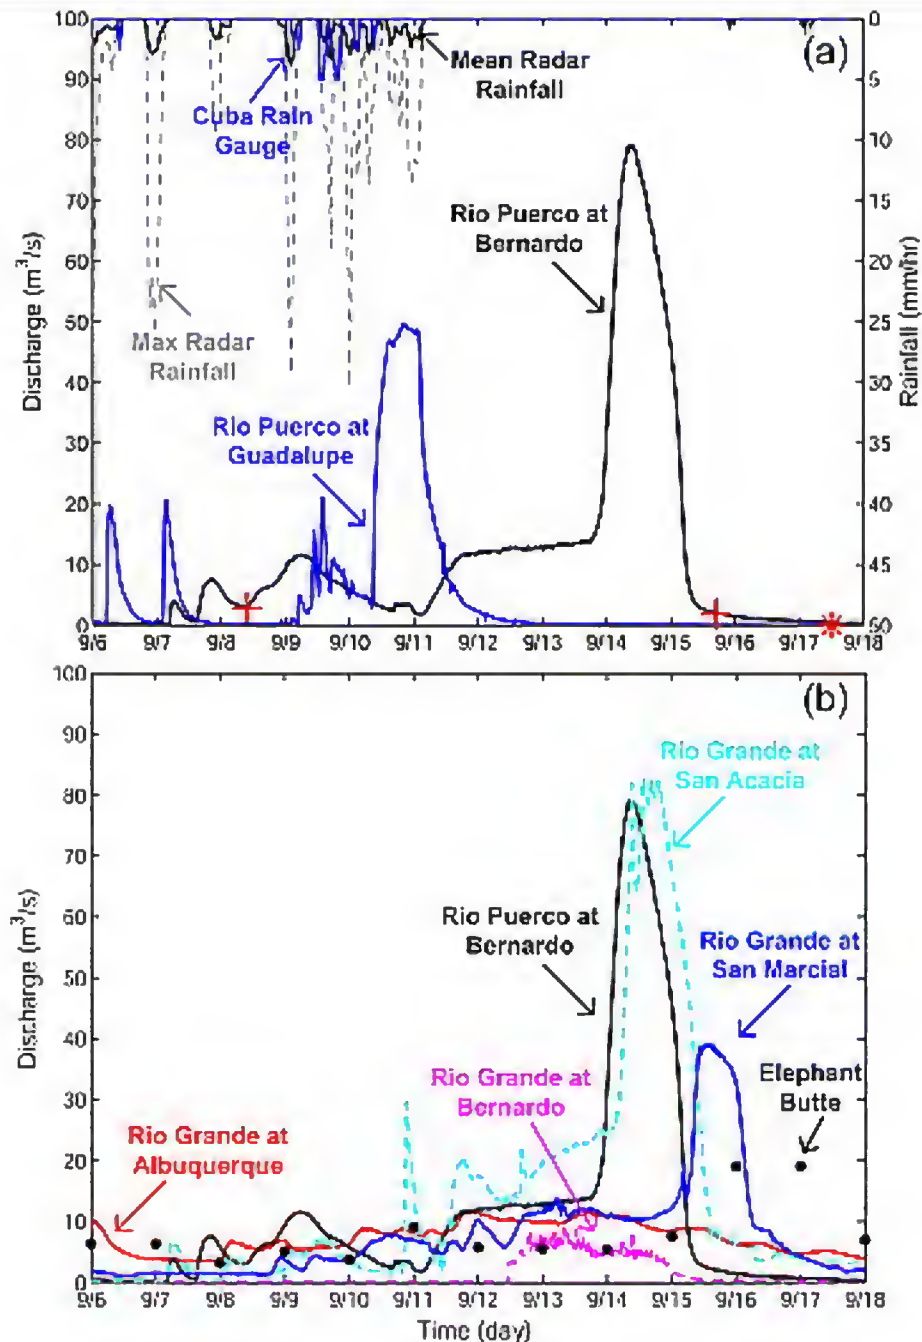 100
90
80
70
60
50
40
30
20
10
0
Discharge (m³/s)
(a)
Mean Radar
Rainfall
Cuba Rain
Gauge
Rio Puerco at
Bernardo
Max Radar
Rainfall
Rio Puerco at
Guadalupe
0
5
10
15
20
25
30
35
40
45
50
Rainfall (mm/hr)
9/6 9/7 9/8 9/9 9/10 9/11 9/12 9/13 9/14 9/15 9/16 9/17 9/18
100
90
80
70
60
50
40
30
20
10
0
Discharge (m³/s)
(b)
Rio Grande at
San Acacia
Rio Puerco at
Bernardo
Rio Grande at
San Marcial
Rio Grande at
Bernardo
Elephant
Butte
Rio Grande at
Albuquerque
9/6 9/7 9/8 9/9 9/10 9/11 9/12 9/13 9/14 9/15 9/16 9/17 9/18
Time (day)